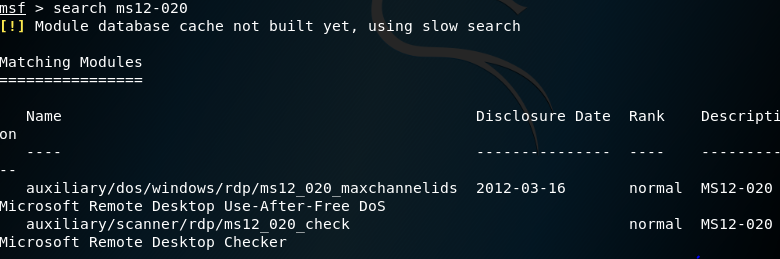 msf > search ms12-020
[!] Module database cache not built yet, using slow search
Matching Modules
================
Name Disclosure Date Rank Descripti
on
---- --------------- ---- ---------
--
auxiliary/dos/windows/rdp/ms12_020_maxchannelids 2012-03-16 normal MS12-020
Microsoft Remote Desktop Use-After-Free DoS
auxiliary/scanner/rdp/ms12_020_check normal MS12-020
Microsoft Remote Desktop Checker